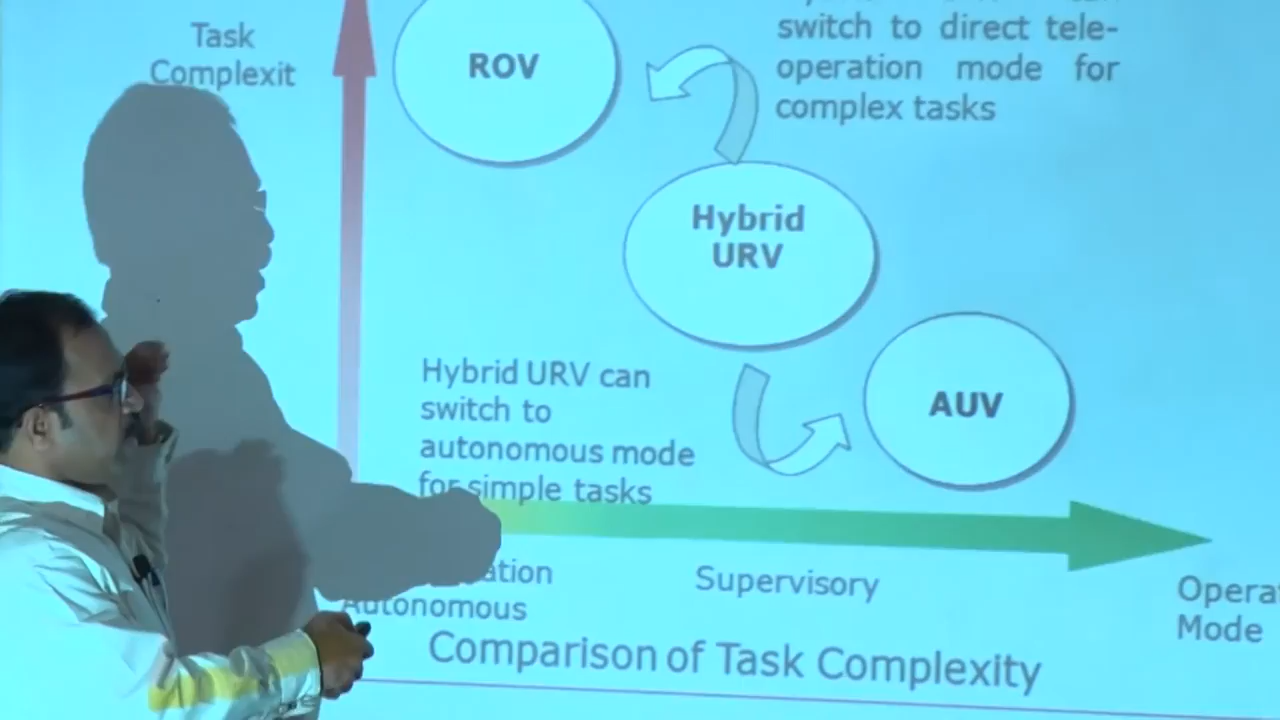 Task
Complexit
ROV
switch to direct tele-
operation mode for
complex tasks
Hybrid
URV
AUV
Hybrid URV can
switch to
autonomous mode
for simple tasks
Supervisory
Autonomous
Mode
Comparison of Task Complexity